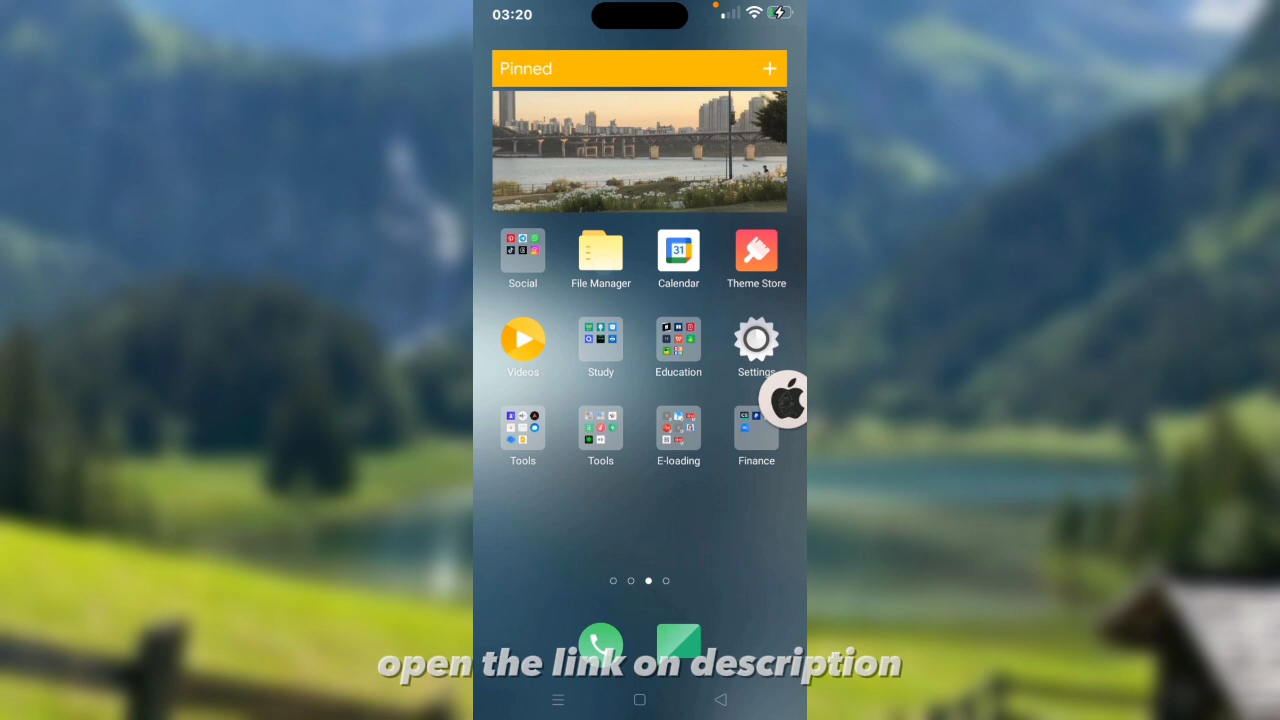 03:20
Pinned
31
Social
File Manager
Calendar
Theme Store
Videos
Study
Education
Settings
Tools
Tools
E-loading
Finance
open the link on description